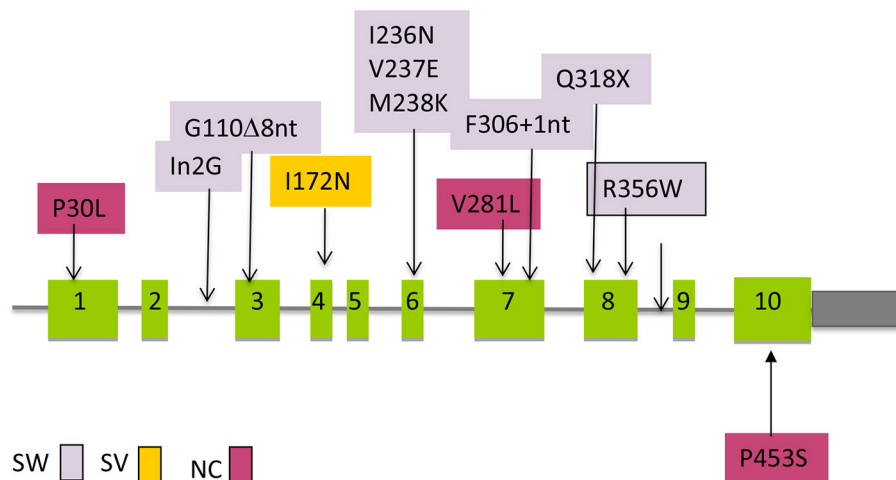 I236N
V237E
M238K
Q318X
G110Δ8nt
F306+1nt
In2G
I172N
R356W
P30L
V281L
1
2
3
4
5
6
7
8
9
10
SW
SV
NC
P453S